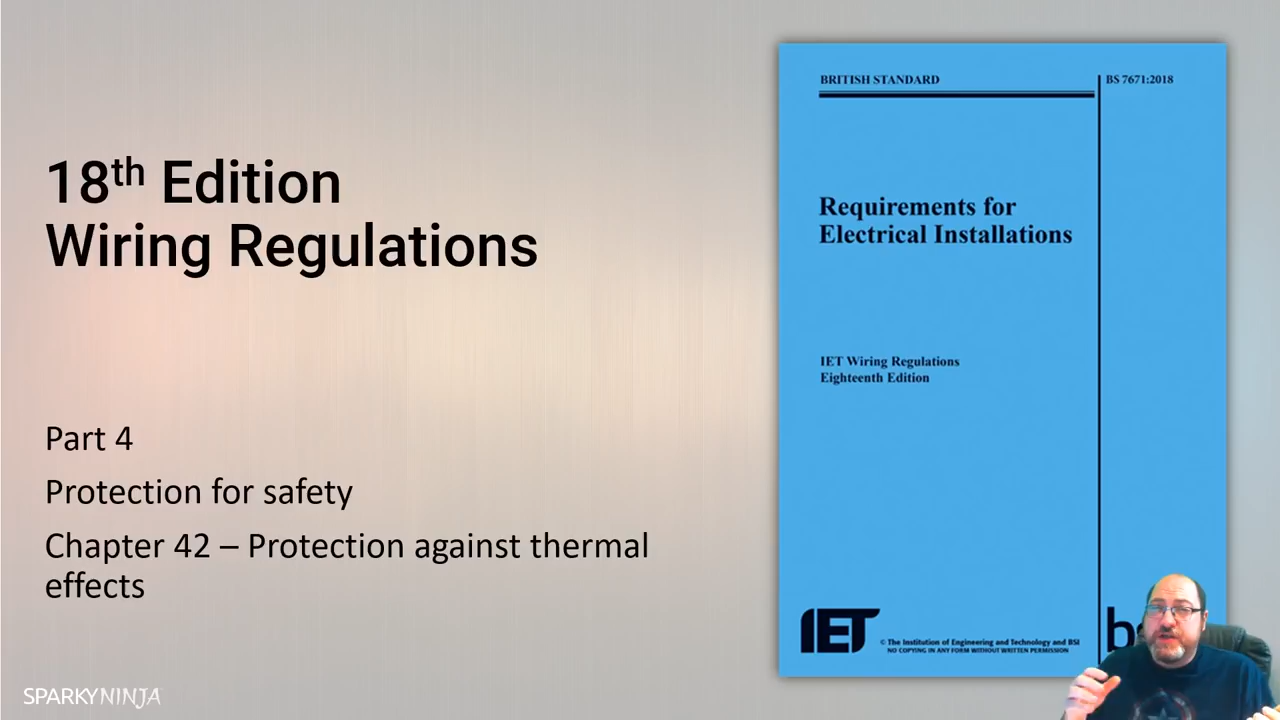 18th Edition
Wiring Regulations
Part 4
Protection for safety
Chapter 42 – Protection against thermal
effects
SPARKYNINJA
BRITISH STANDARD
BS 7671:2018
Requirements for
Electrical Installations
IET Wiring Regulations
Eighteenth Edition
IET
© The Institution of Engineering and Technology and BSI
NO COPYING IN ANY FORM WITHOUT WRITTEN PERMISSION